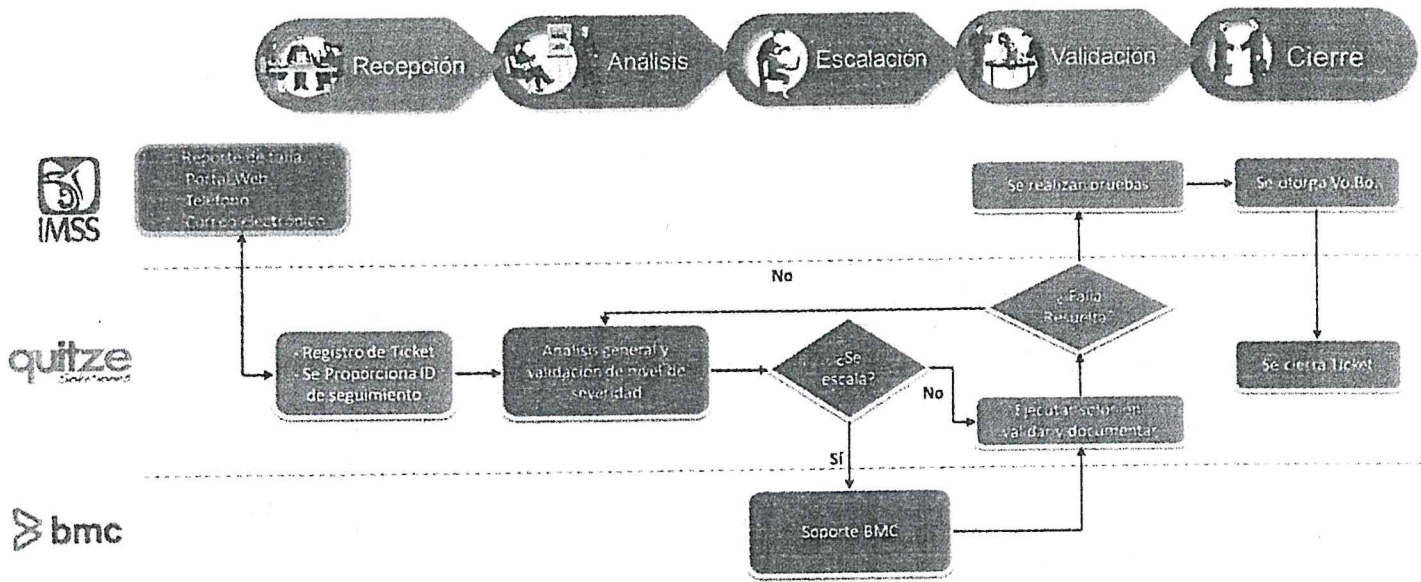 Recepción
Análisis
Escalación
Validación
Cierre
IMSS
- Reporte de falla
Portal Web
Teléfono
Correo electrónico
Se realizan pruebas
Se otorga Vo.Bo.
No
¿Falla
Resuelta?
quitze
Solutions
- Registro de Ticket
- Se Proporciona ID
de seguimiento
Análisis general y
validación de nivel de
severidad
¿Se
escala?
No
Ejecutar solución
validar y documentar
Se cierra Ticket
Sí
bmc
Soporte BMC